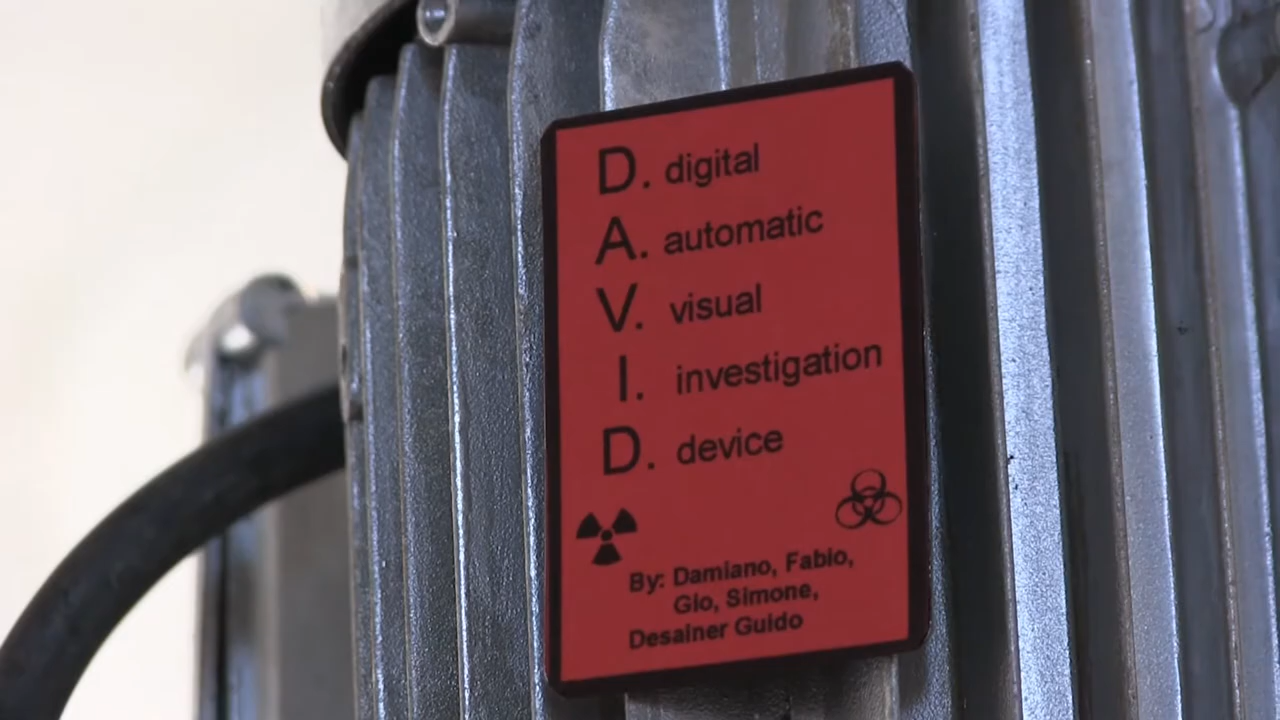 D. digital
A. automatic
V. visual
I. investigation
D. device
By: Damiano, Fabio,
Gio, Simone,
Desainer Guido